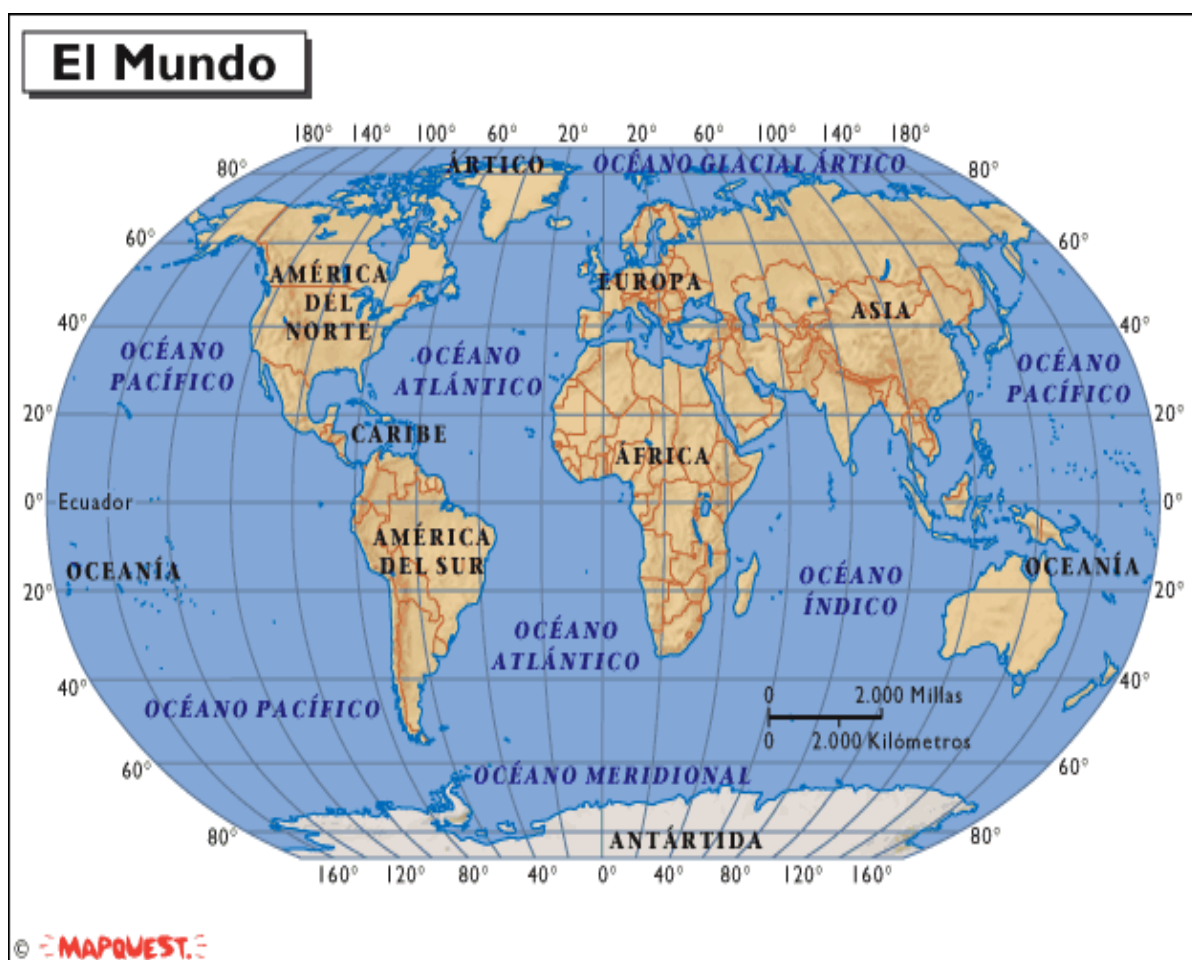 El Mundo
180° 140° 100° 60° 20° 20° 60° 100° 140° 180°
80° ÁRTICO OCÉANO GLACIAL ÁRTICO 80°
60° 60°
AMÉRICA
DEL
NORTE
EUROPA
ASIA
40° 40°
OCÉANO
PACÍFICO
OCÉANO
ATLÁNTICO
OCÉANO
PACÍFICO
20° 20°
CARIBE
ÁFRICA
0° Ecuador 0°
AMÉRICA
DEL SUR
OCEANÍA
OCEANÍA
20° 20°
OCÉANO
ÍNDICO
OCÉANO
ATLÁNTICO
40° 40°
OCÉANO PACÍFICO
0 2.000 Millas
0 2.000 Kilómetros
60° 60°
OCÉANO MERIDIONAL
80° 80°
ANTÁRTIDA
160° 120° 80° 40° 0° 40° 80° 120° 160°
© MAPQUEST.